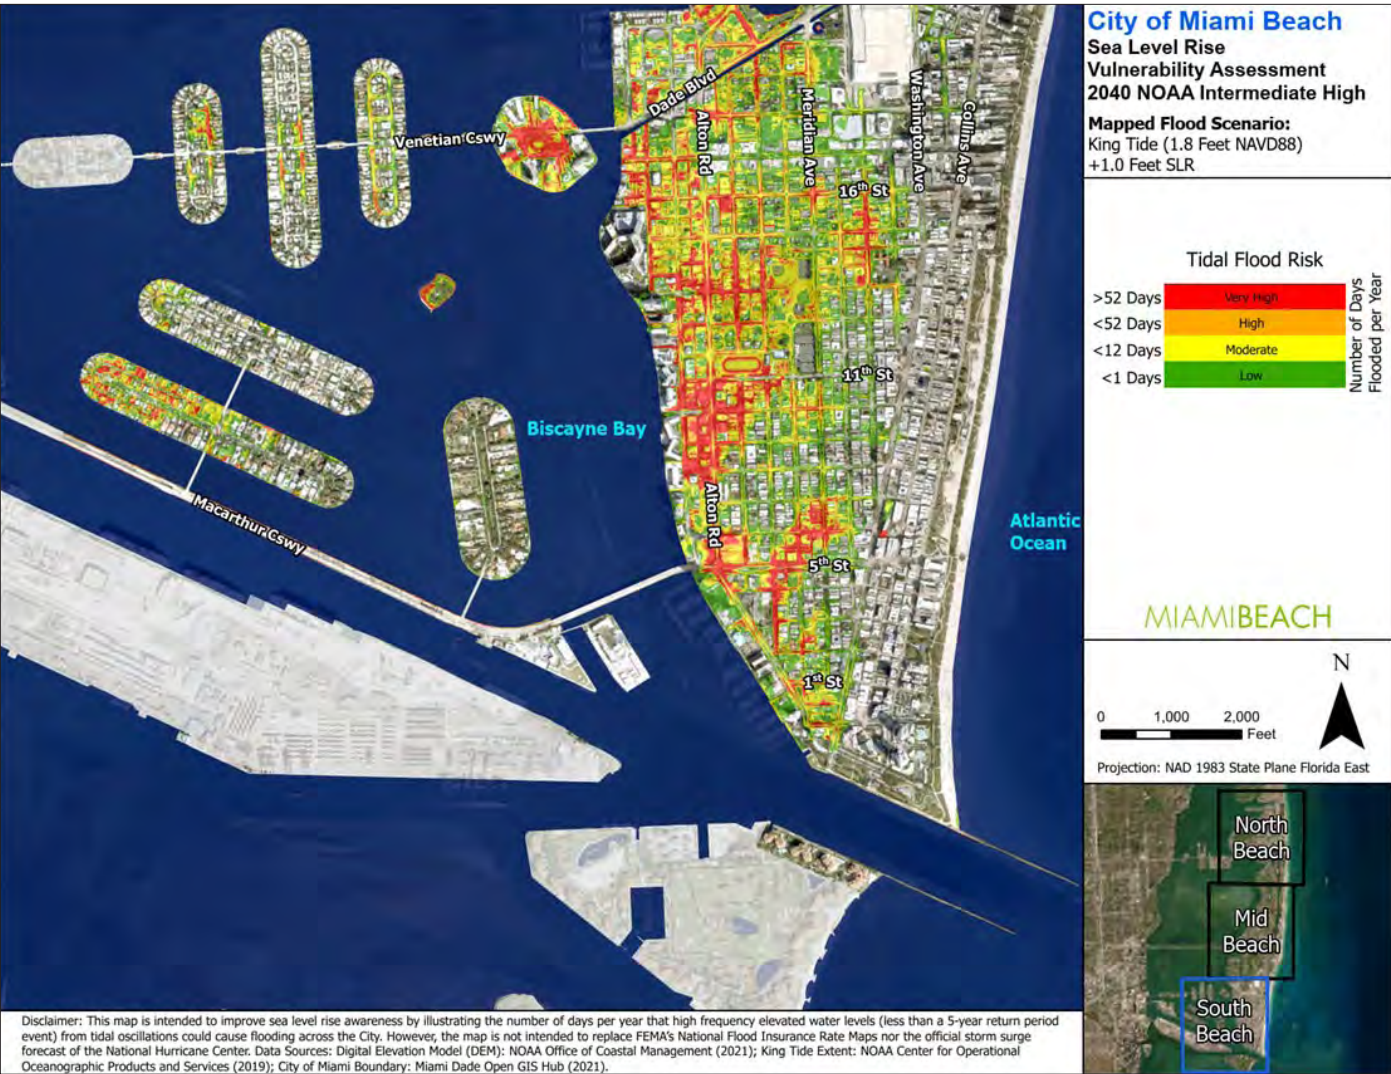 City of Miami Beach
Sea Level Rise
Vulnerability Assessment
2040 NOAA Intermediate High
Mapped Flood Scenario:
King Tide (1.8 Feet NAVD88)
+1.0 Feet SLR
Tidal Flood Risk
>52 Days Very High
<52 Days High
<12 Days Moderate
<1 Days Low
Number of Days
Flooded per Year
MIAMIBEACH
N
0 1,000 2,000
Feet
Projection: NAD 1983 State Plane Florida East
North
Beach
Mid
Beach
South
Beach
Dade Blvd
Venetian Cswy
Alton Rd
Meridian Ave
Washington Ave
Collins Ave
16th St
11th St
Biscayne Bay
Macarthur Cswy
Alton Rd
Atlantic
Ocean
5th St
1st St
Disclaimer: This map is intended to improve sea level rise awareness by illustrating the number of days per year that high frequency elevated water levels (less than a 5-year return period
event) from tidal oscillations could cause flooding across the City. However, the map is not intended to replace FEMA's National Flood Insurance Rate Maps nor the official storm surge
forecast of the National Hurricane Center. Data Sources: Digital Elevation Model (DEM): NOAA Office of Coastal Management (2021); King Tide Extent: NOAA Center for Operational
Oceanographic Products and Services (2019); City of Miami Boundary: Miami Dade Open GIS Hub (2021).